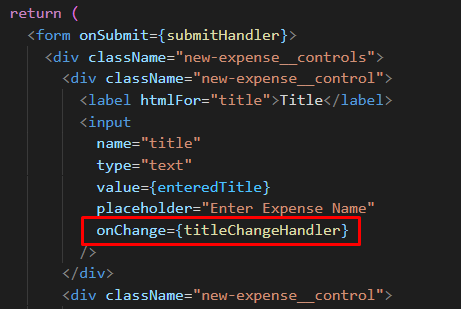 return (
<form onSubmit={submitHandler}>
<div className="new-expense__controls">
<div className="new-expense__control">
<label htmlFor="title">Title</label>
<input
name="title"
type="text"
value={enteredTitle}
placeholder="Enter Expense Name"
onChange={titleChangeHandler}
/>
</div>
<div className="new-expense__control">